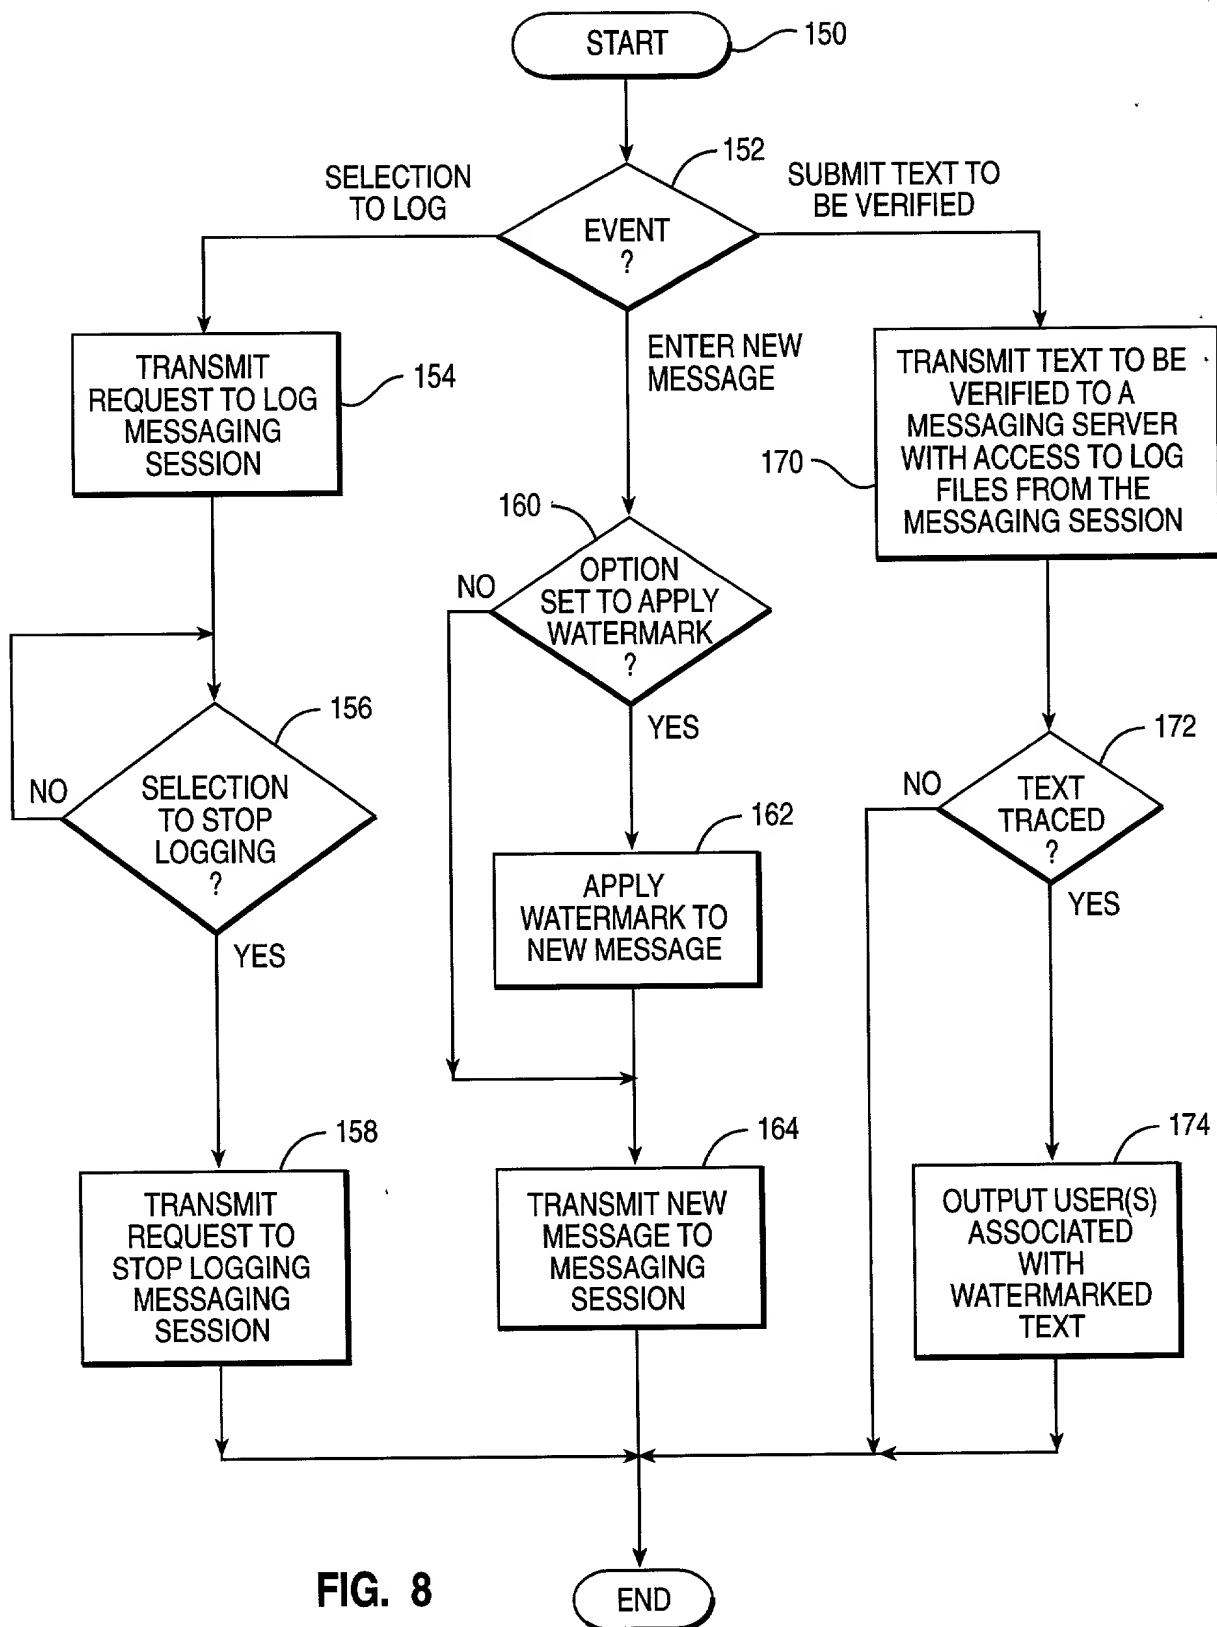 START
150
152
SELECTION
TO LOG
SUBMIT TEXT TO
BE VERIFIED
EVENT
?
ENTER NEW
MESSAGE
TRANSMIT
REQUEST TO LOG
MESSAGING
SESSION
154
TRANSMIT TEXT TO BE
VERIFIED TO A
MESSAGING SERVER
WITH ACCESS TO LOG
FILES FROM THE
MESSAGING SESSION
170
160
NO
OPTION
SET TO APPLY
WATERMARK
?
YES
156
NO
SELECTION
TO STOP
LOGGING
?
YES
172
NO
TEXT
TRACED
?
YES
162
APPLY
WATERMARK TO
NEW MESSAGE
158
TRANSMIT
REQUEST TO
STOP LOGGING
MESSAGING
SESSION
164
TRANSMIT NEW
MESSAGE TO
MESSAGING
SESSION
174
OUTPUT USER(S)
ASSOCIATED
WITH
WATERMARKED
TEXT
FIG. 8
END